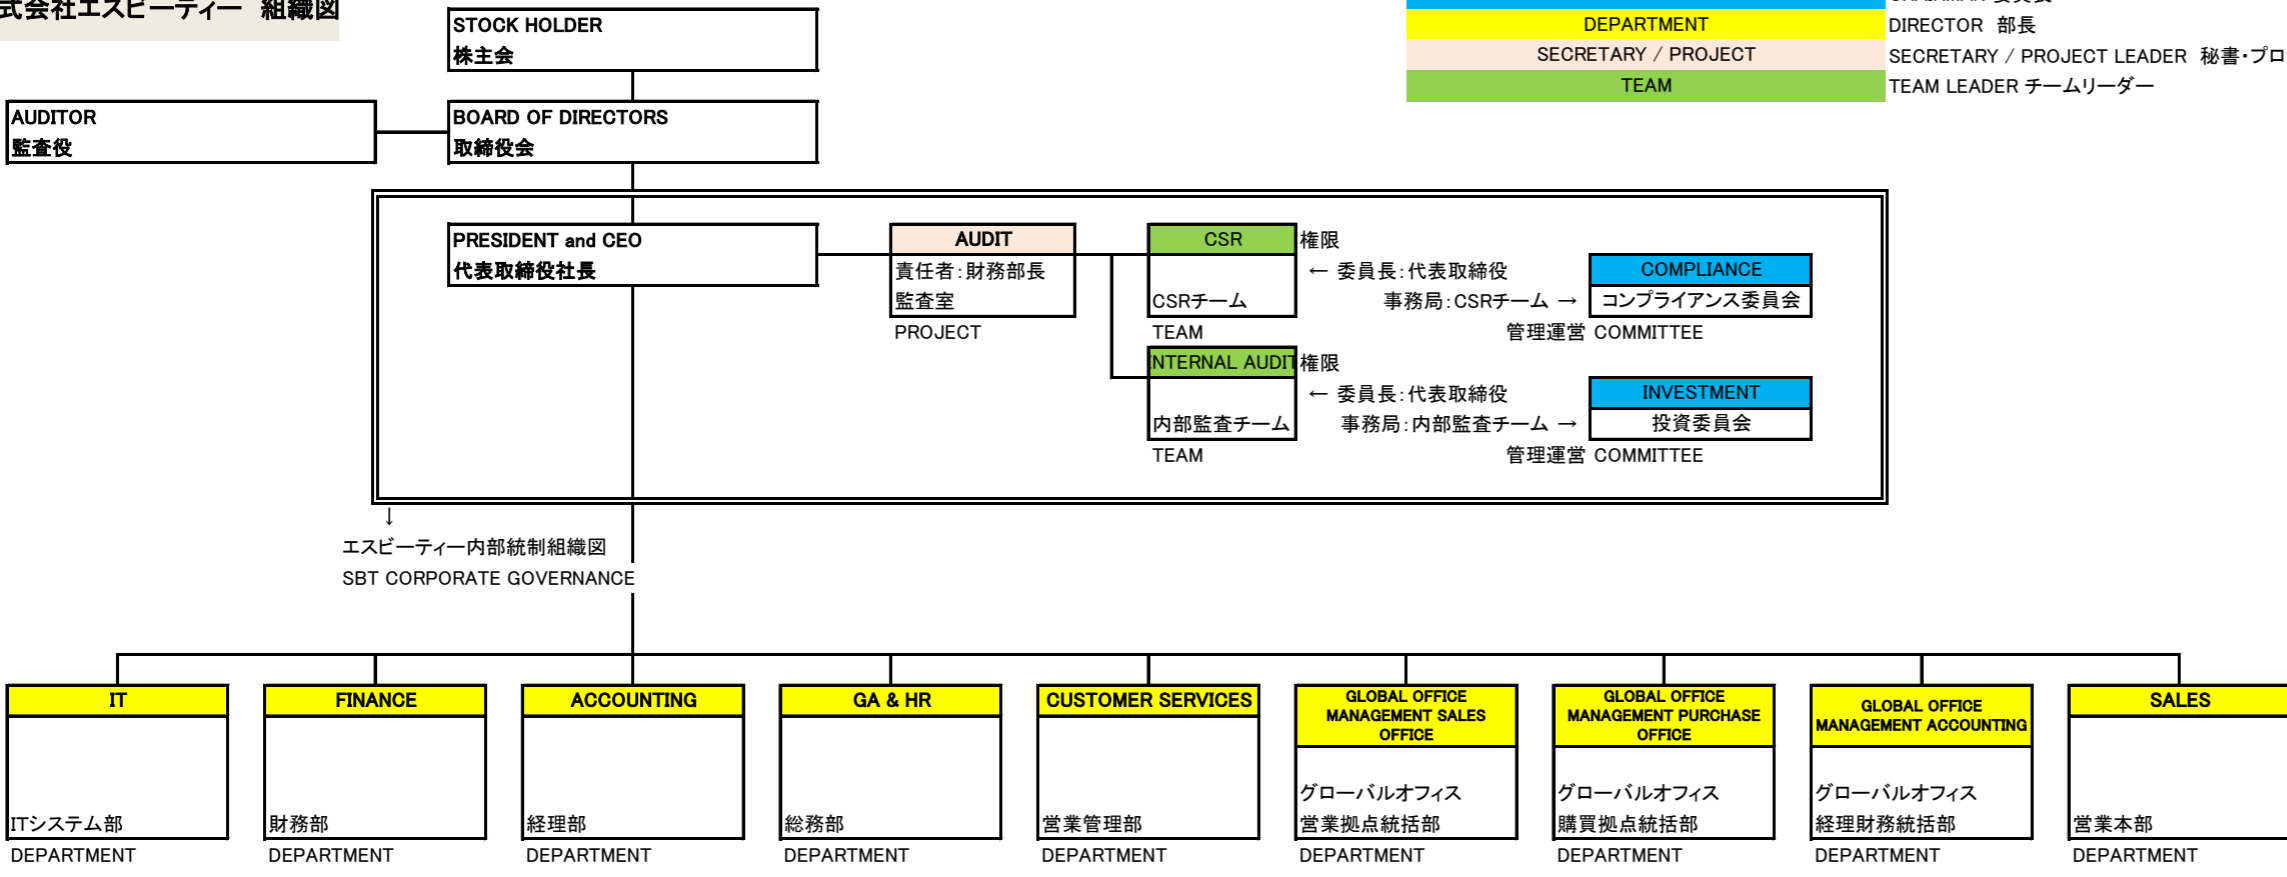 式会社エスビーティー 組織図
委員長
DEPARTMENT
DIRECTOR 部長
SECRETARY / PROJECT
SECRETARY / PROJECT LEADER 秘書・プロ
TEAM
TEAM LEADER チームリーダー
STOCK HOLDER
株主会
AUDITOR
監査役
BOARD OF DIRECTORS
取締役会
PRESIDENT and CEO
代表取締役社長
AUDIT
責任者:財務部長
監査室
PROJECT
CSR
CSRチーム
TEAM
権限
← 委員長:代表取締役
事務局:CSRチーム →
管理運営
COMPLIANCE
コンプライアンス委員会
COMMITTEE
NTERNAL AUDIT
内部監査チーム
TEAM
権限
← 委員長:代表取締役
事務局:内部監査チーム →
管理運営
INVESTMENT
投資委員会
COMMITTEE
↓
エスビーティー内部統制組織図
SBT CORPORATE GOVERNANCE
IT
ITシステム部
DEPARTMENT
FINANCE
財務部
DEPARTMENT
ACCOUNTING
経理部
DEPARTMENT
GA & HR
総務部
DEPARTMENT
CUSTOMER SERVICES
営業管理部
DEPARTMENT
GLOBAL OFFICE
MANAGEMENT SALES
OFFICE
グローバルオフィス
営業拠点統括部
DEPARTMENT
GLOBAL OFFICE
MANAGEMENT PURCHASE
OFFICE
グローバルオフィス
購買拠点統括部
DEPARTMENT
GLOBAL OFFICE
MANAGEMENT ACCOUNTING
グローバルオフィス
経理財務統括部
DEPARTMENT
SALES
営業本部
DEPARTMENT